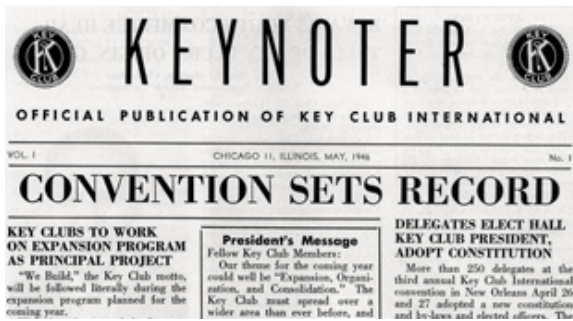 KEY CLUB
K
KEYNOTER
KEY CLUB
K
OFFICIAL PUBLICATION OF KEY CLUB INTERNATIONAL
VOL. I
CHICAGO 11, ILLINOIS, MAY, 1946
No. 1
CONVENTION SETS RECORD
KEY CLUBS TO WORK
ON EXPANSION PROGRAM
AS PRINCIPAL PROJECT
"We Build," the Key Club motto,
will be followed literally during the
expansion program planned for the
coming year.
President's Message
Fellow Key Club Members:
Our theme for the coming year
could well be "Expansion, Organi-
zation, and Consolidation." The
Key Club must spread over a
wider area than ever before, and
DELEGATES ELECT HALL
KEY CLUB PRESIDENT,
ADOPT CONSTITUTION
More than 250 delegates at the
third annual Key Club International
convention in New Orleans April 26
and 27 adopted a new constitution
and by-laws and elected officers. The